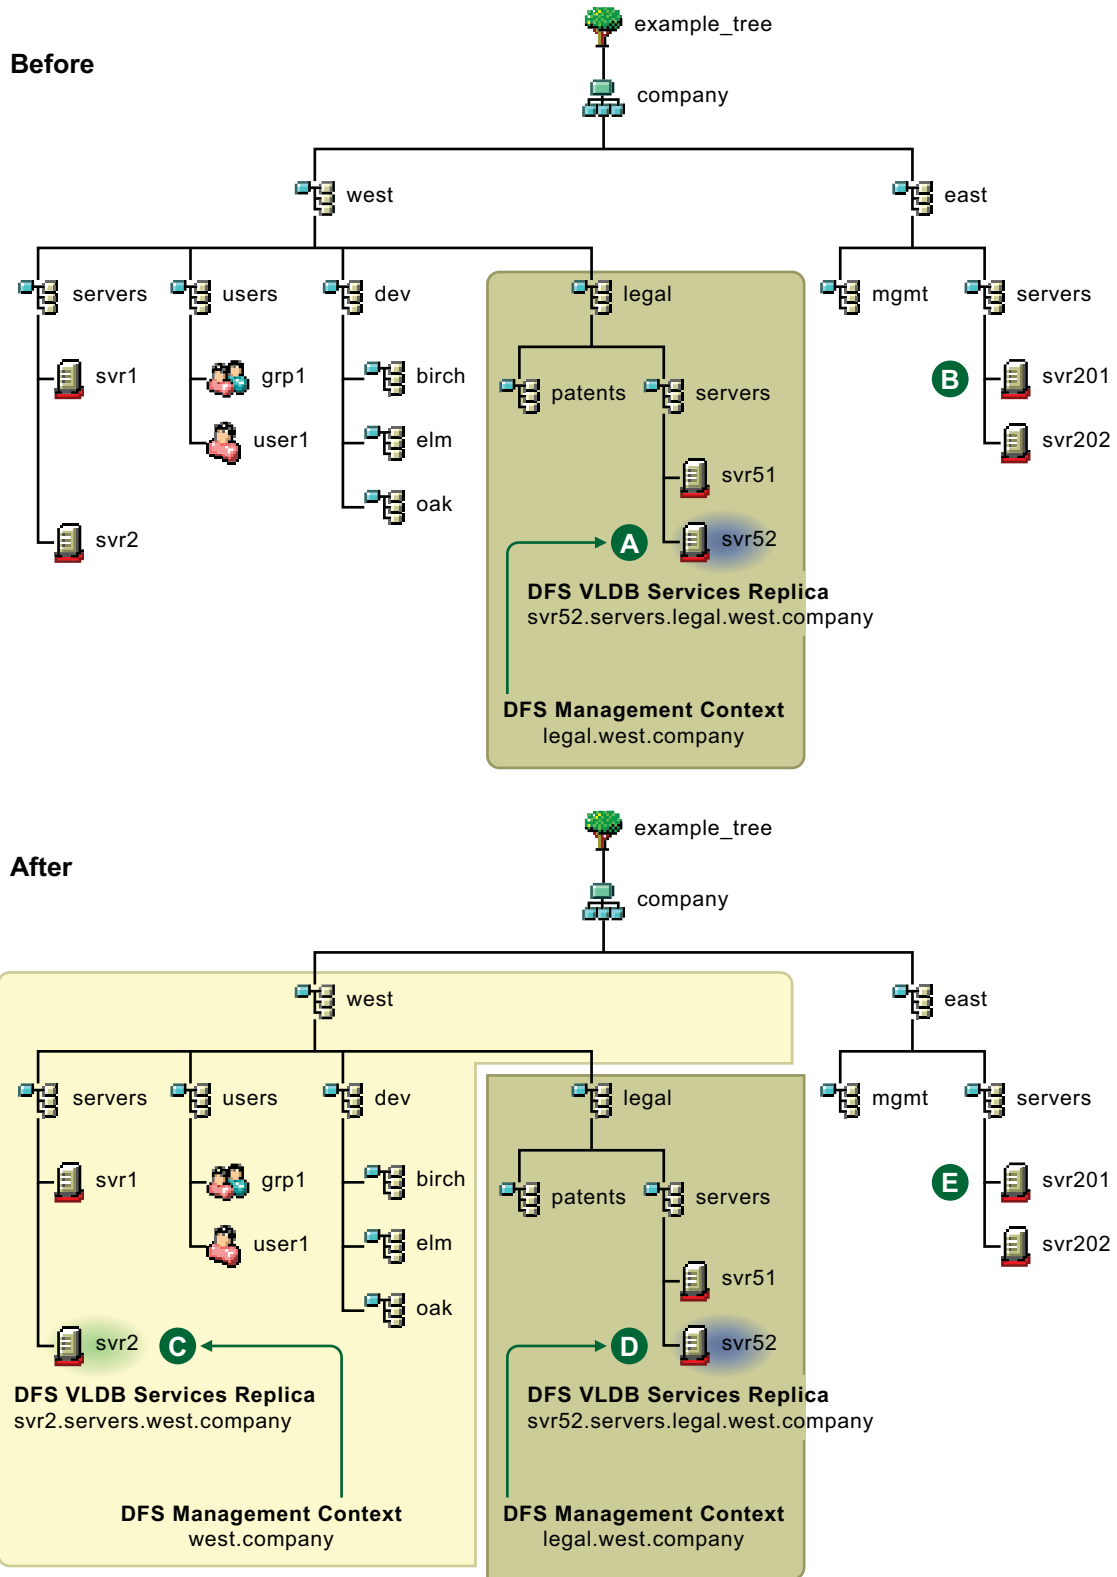 example_tree
Before
company
west
east
servers
users
dev
legal
mgmt
servers
svr1
grp1
birch
patents
servers
B
svr201
user1
elm
svr202
svr51
oak
svr2
A
svr52
DFS VLDB Services Replica
svr52.servers.legal.west.company
DFS Management Context
legal.west.company
example_tree
After
company
west
east
servers
users
dev
legal
mgmt
servers
svr1
grp1
birch
patents
servers
E
svr201
user1
elm
svr202
svr51
oak
svr2
C
D
svr52
DFS VLDB Services Replica
svr2.servers.west.company
DFS VLDB Services Replica
svr52.servers.legal.west.company
DFS Management Context
west.company
DFS Management Context
legal.west.company